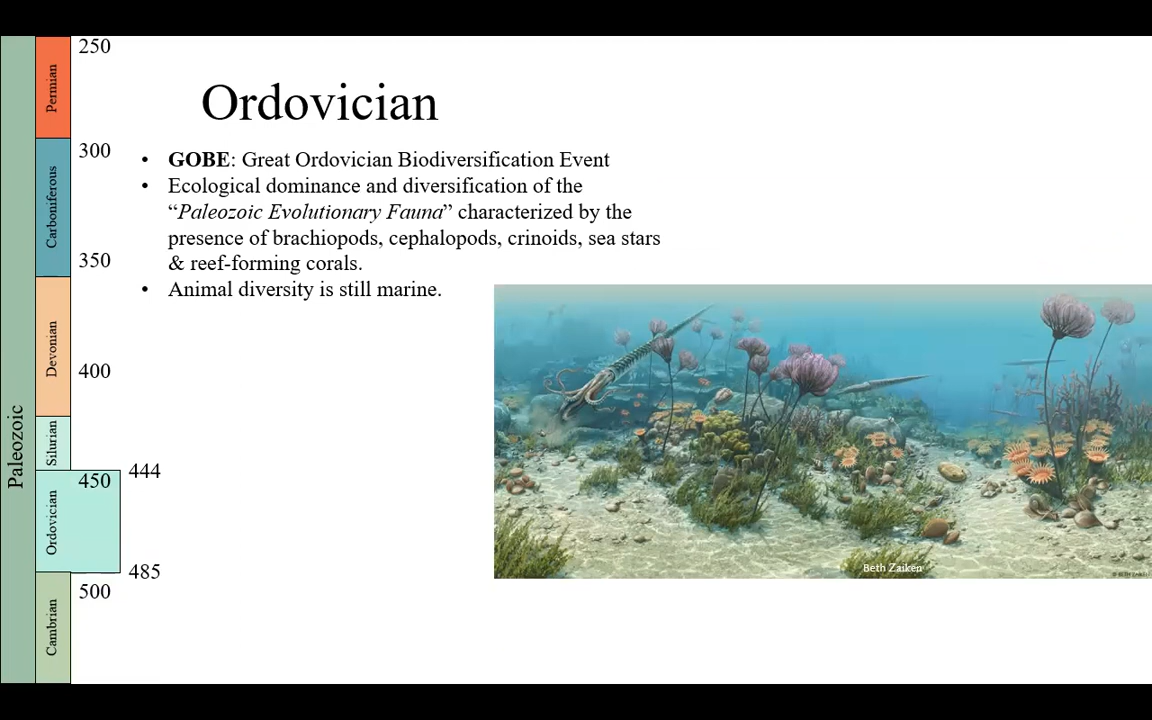 250
Permian
300
Carboniferous
350
Devonian
400
Silurian
450
444
Ordovician
485
500
Cambrian
Paleozoic
Ordovician
• GOBE: Great Ordovician Biodiversification Event
• Ecological dominance and diversification of the
“Paleozoic Evolutionary Fauna” characterized by the
presence of brachiopods, cephalopods, crinoids, sea stars
& reef-forming corals.
• Animal diversity is still marine.
Beth Zaiken